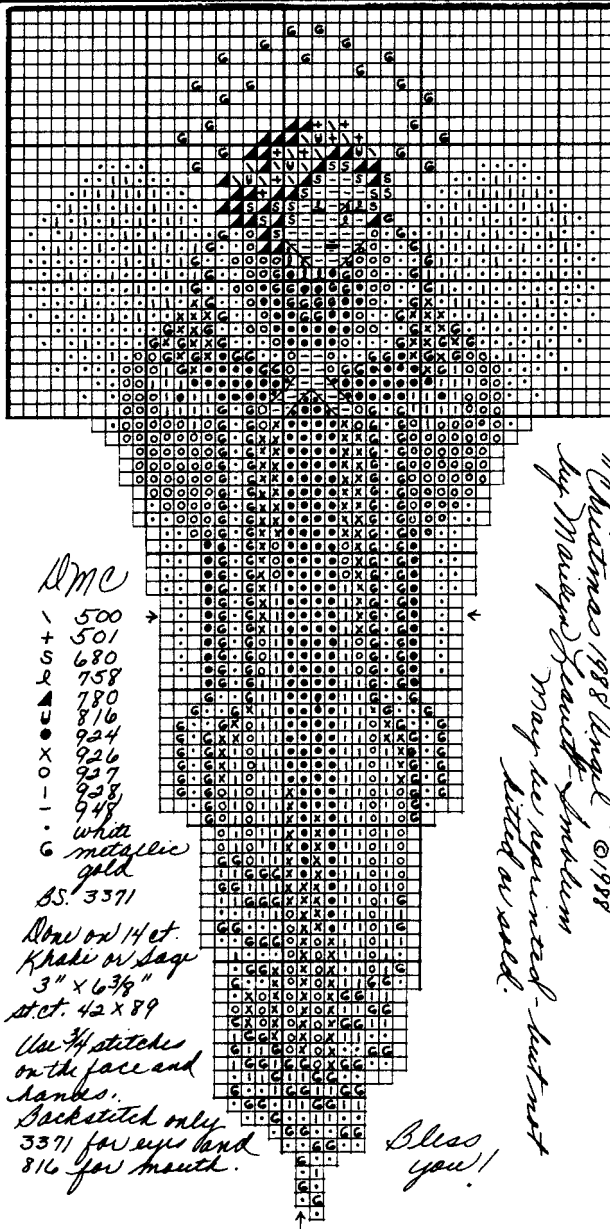 DMC
\ 500
+ 501
S 680
ℓ 758
◢ 780
U 816
● 924
X 926
O 927
I 928
– 948
· white
G metallic
gold
BS. 3371
Done on 14 ct.
Khaki or Sage
3" x 6 3/8"
st. ct. 42 x 89
Use 3/4 stitches
on the face and
hands.
Backstitch only
3371 for eyes and
816 for mouth.
"Christmas 1988 Angel" ©1988
by Marilyn Leavitt-Imblum
May be reprinted - but not
kitted or sold.
Bless
you!